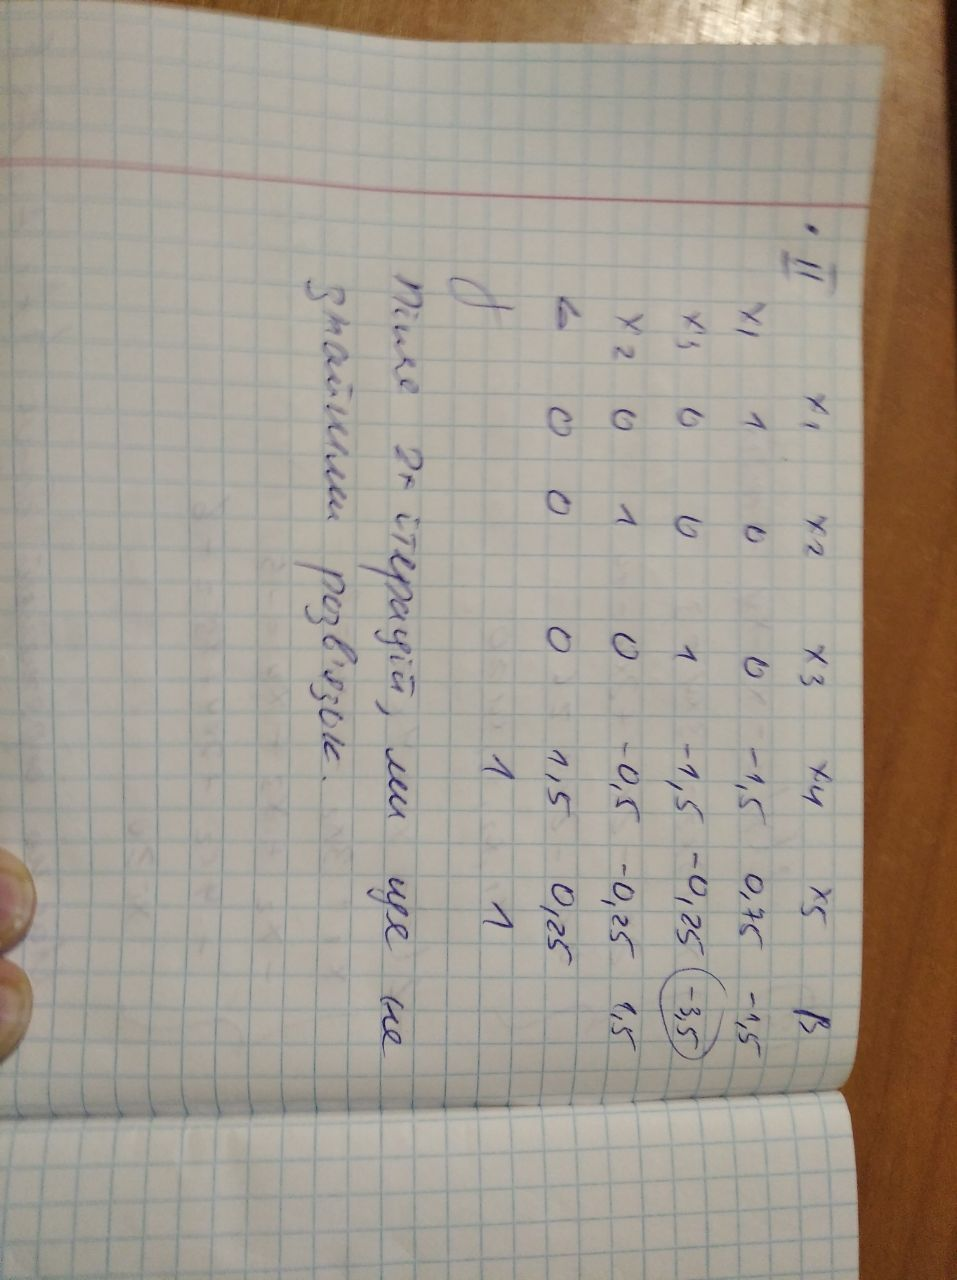 • II x1 x2 x3 x4 x5 B
x1 1 0 0 -1,5 0,75 -1,5
x3 0 0 1 -1,5 -0,25 -3,5
x2 0 1 0 -0,5 -0,25 1,5
0 0 0 1,5 0,25
1 1
Після 2х ітерацій, ми ще не
знайшли розв'язок.